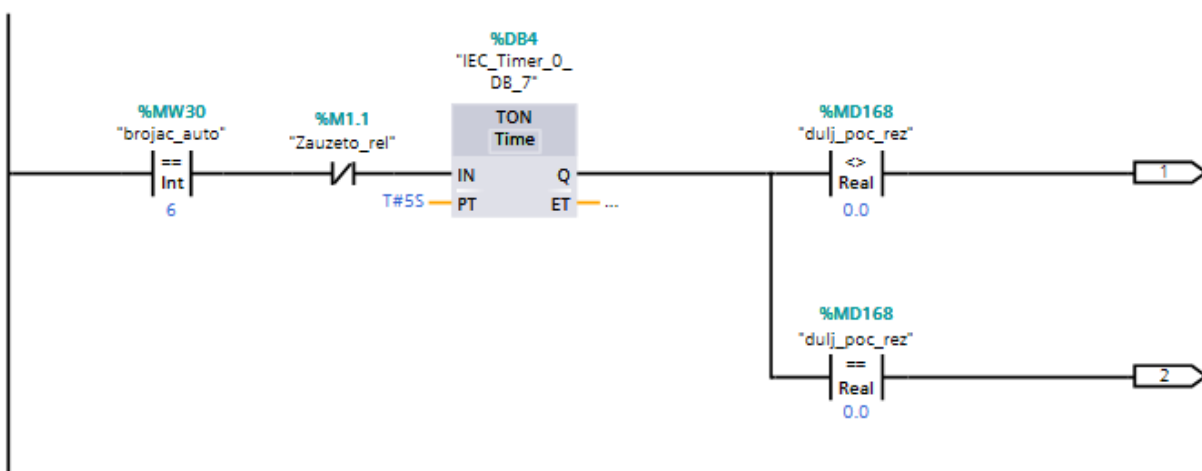 %DB4
"IEC_Timer_0_
DB_7"
%MW30
"brojac_auto"
==
Int
6
%M1.1
"Zauzeto_rel"
TON
Time
IN
Q
T#5S
PT
ET
...
%MD168
"dulj_poc_rez"
<>
Real
0.0
1
%MD168
"dulj_poc_rez"
==
Real
0.0
2